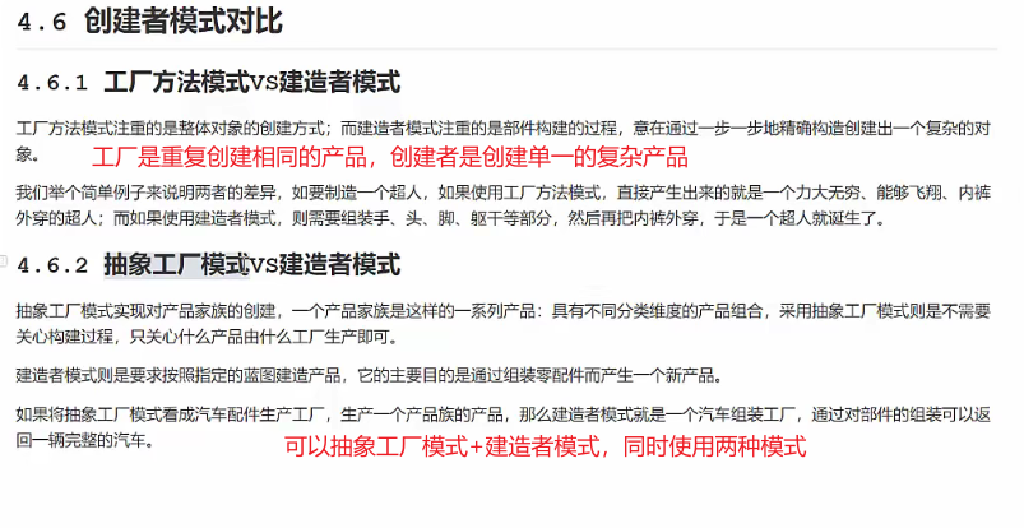 4.6 创建者模式对比
4.6.1 工厂方法模式VS建造者模式
工厂方法模式注重的是整体对象的创建方式；而建造者模式注重的是部件构建的过程，意在通过一步一步地精确构造创建出一个复杂的对
象。
工厂是重复创建相同的产品，创建者是创建单一的复杂产品
我们举个简单例子来说明两者的差异，如要制造一个超人，如果使用工厂方法模式，直接产生出来的就是一个力大无穷、能够飞翔、内裤
外穿的超人；而如果使用建造者模式，则需要组装手、头、脚、躯干等部分，然后再把内裤外穿，于是一个超人就诞生了。
4.6.2 抽象工厂模式VS建造者模式
抽象工厂模式实现对产品家族的创建，一个产品家族是这样的一系列产品：具有不同分类维度的产品组合，采用抽象工厂模式则是不需要
关心构建过程，只关心什么产品由什么工厂生产即可。
建造者模式则是要求按照指定的蓝图建造产品，它的主要目的是通过组装零配件而产生一个新产品。
如果将抽象工厂模式看成汽车配件生产工厂，生产一个产品族的产品，那么建造者模式就是一个汽车组装工厂，通过对部件的组装可以返
回一辆完整的汽车。
可以抽象工厂模式+建造者模式，同时使用两种模式